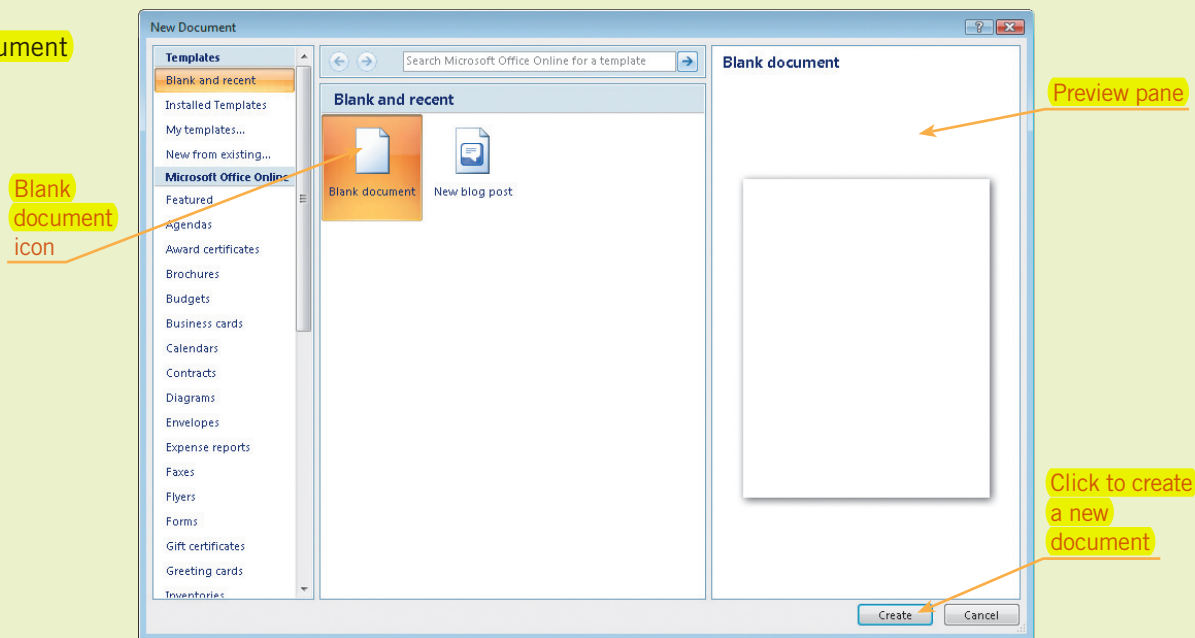 ument
New Document
Templates
Blank and recent
Installed Templates
My templates...
New from existing...
Microsoft Office Online
Featured
Agendas
Award certificates
Brochures
Budgets
Business cards
Calendars
Contracts
Diagrams
Envelopes
Expense reports
Faxes
Flyers
Forms
Gift certificates
Greeting cards
Inventories
Search Microsoft Office Online for a template
Blank and recent
Blank document
New blog post
Blank document
Create
Cancel
Blank
document
icon
Preview pane
Click to create
a new
document